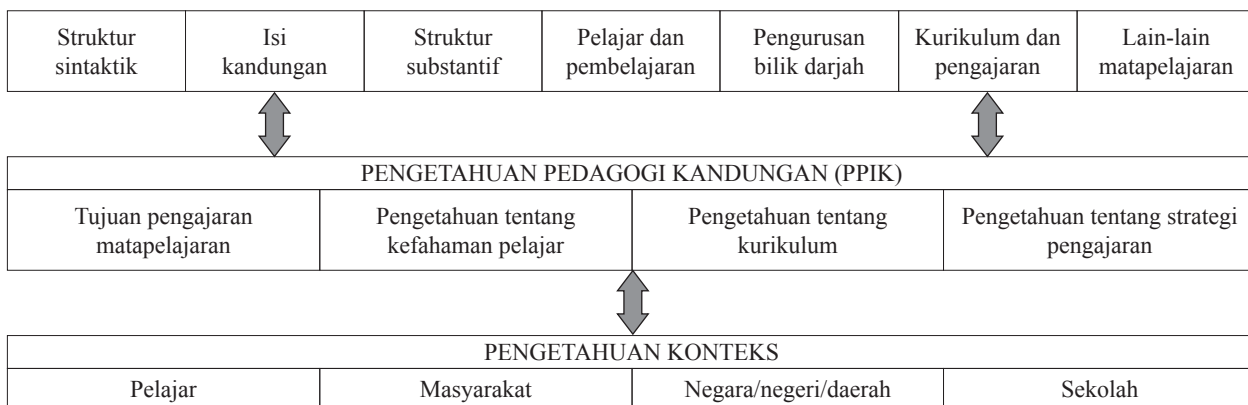 Struktur
sintaktik
Isi
kandungan
Struktur
substantif
Pelajar dan
pembelajaran
Pengurusan
bilik darjah
Kurikulum dan
pengajaran
Lain-lain
matapelajaran
PENGETAHUAN PEDAGOGI KANDUNGAN (PPIK)
Tujuan pengajaran
matapelajaran
Pengetahuan tentang
kefahaman pelajar
Pengetahuan tentang
kurikulum
Pengetahuan tentang strategi
pengajaran
PENGETAHUAN KONTEKS
Pelajar
Masyarakat
Negara/negeri/daerah
Sekolah